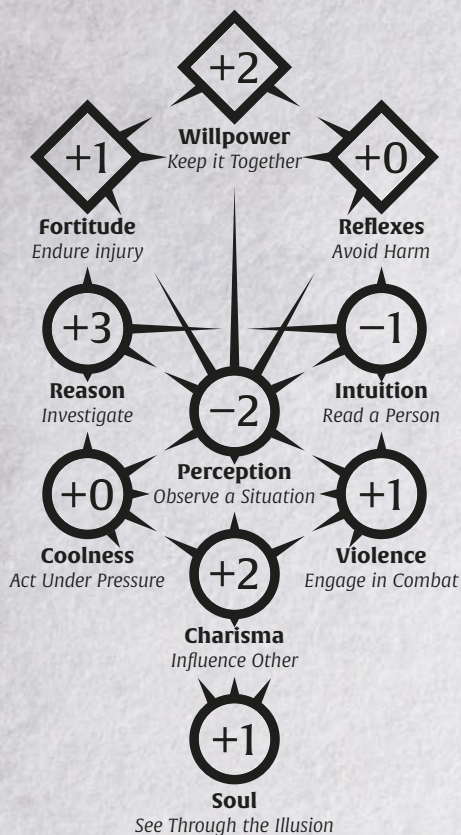 +2
Willpower
Keep it Together
+1
Fortitude
Endure injury
+0
Reflexes
Avoid Harm
+3
Reason
Investigate
−1
Intuition
Read a Person
−2
Perception
Observe a Situation
+0
Coolness
Act Under Pressure
+1
Violence
Engage in Combat
+2
Charisma
Influence Other
+1
Soul
See Through the Illusion